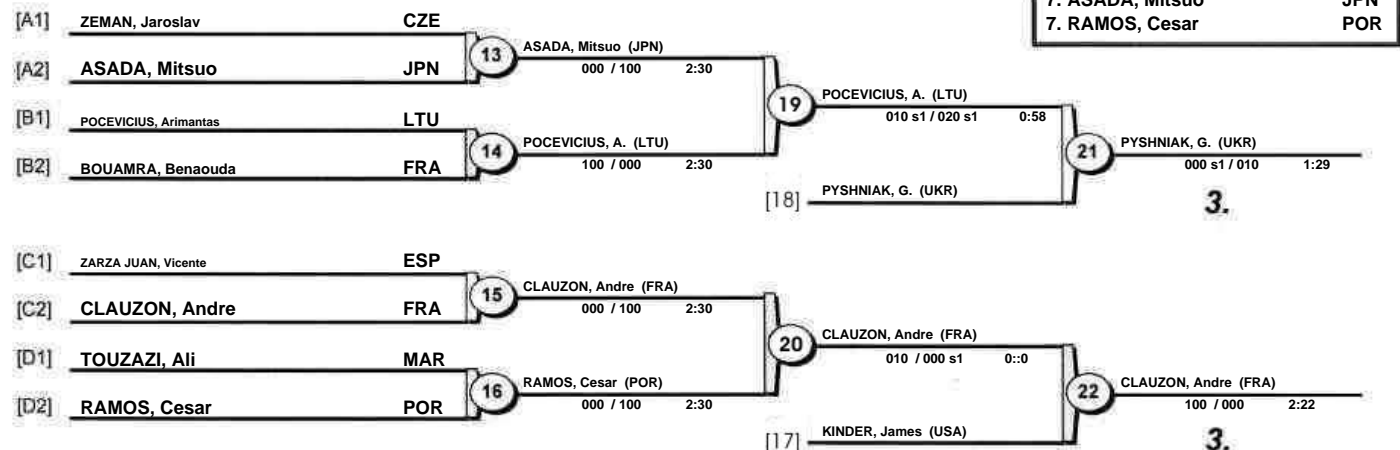 7. ASADA, Mitsuo JPN
7. RAMOS, Cesar POR
[A1] ZEMAN, Jaroslav CZE
13 ASADA, Mitsuo (JPN)
000 / 100 2:30
[A2] ASADA, Mitsuo JPN
19 POCEVICIUS, A. (LTU)
010 s1 / 020 s1 0:58
[B1] POCEVICIUS, Arimantas LTU
14 POCEVICIUS, A. (LTU)
100 / 000 2:30
21 PYSHNIAK, G. (UKR)
000 s1 / 010 1:29
[B2] BOUAMRA, Benaouda FRA
[18] PYSHNIAK, G. (UKR)
3.
[C1] ZARZA JUAN, Vicente ESP
15 CLAUZON, Andre (FRA)
000 / 100 2:30
[C2] CLAUZON, Andre FRA
20 CLAUZON, Andre (FRA)
010 / 000 s1 0::0
[D1] TOUZAZI, Ali MAR
16 RAMOS, Cesar (POR)
000 / 100 2:30
22 CLAUZON, Andre (FRA)
100 / 000 2:22
[D2] RAMOS, Cesar POR
[17] KINDER, James (USA)
3.